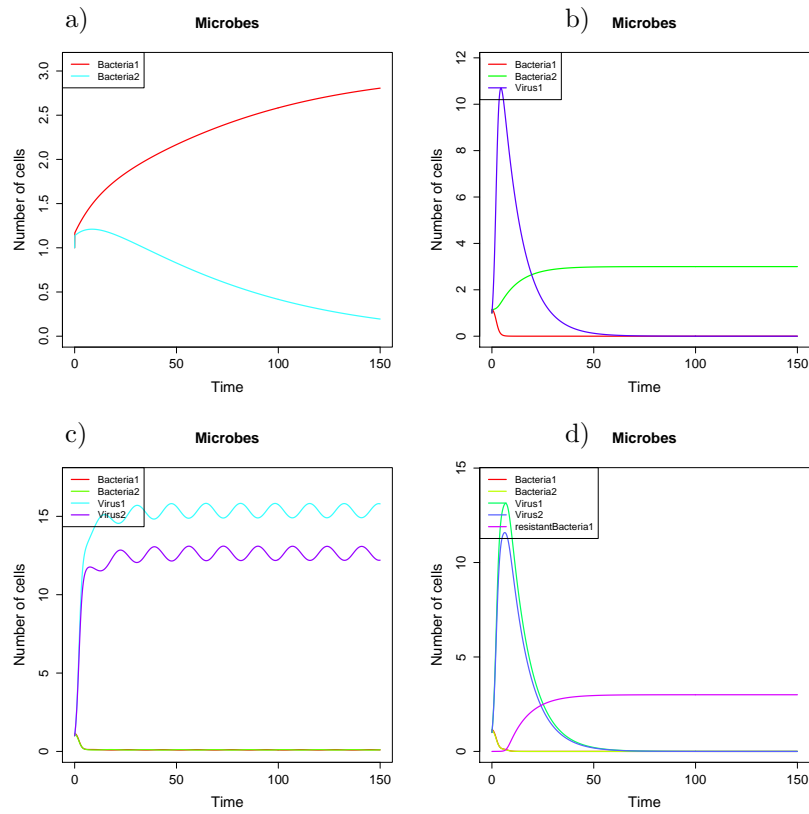 a)
Microbes
Bacteria1
Bacteria2
Number of cells
0.0 0.5 1.0 1.5 2.0 2.5 3.0
0 50 100 150
Time
b)
Microbes
Bacteria1
Bacteria2
Virus1
Number of cells
0 2 4 6 8 10 12
0 50 100 150
Time
c)
Microbes
Bacteria1
Bacteria2
Virus1
Virus2
Number of cells
0 5 10 15
0 50 100 150
Time
d)
Microbes
Bacteria1
Bacteria2
Virus1
Virus2
resistantBacteria1
Number of cells
0 5 10 15
0 50 100 150
Time